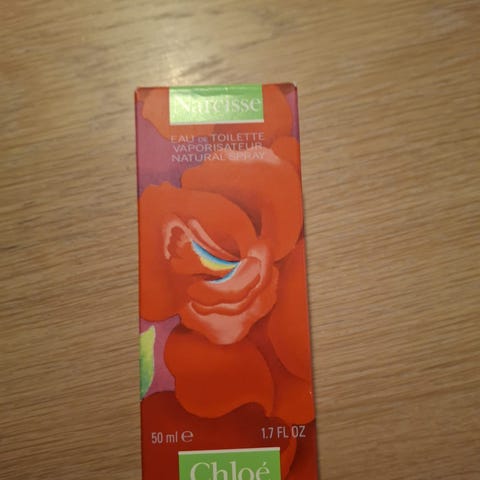 Narcisse
EAU DE TOILETTE
VAPORISATEUR
NATURAL SPRAY
50 ml e 1.7 FL OZ
Chloé